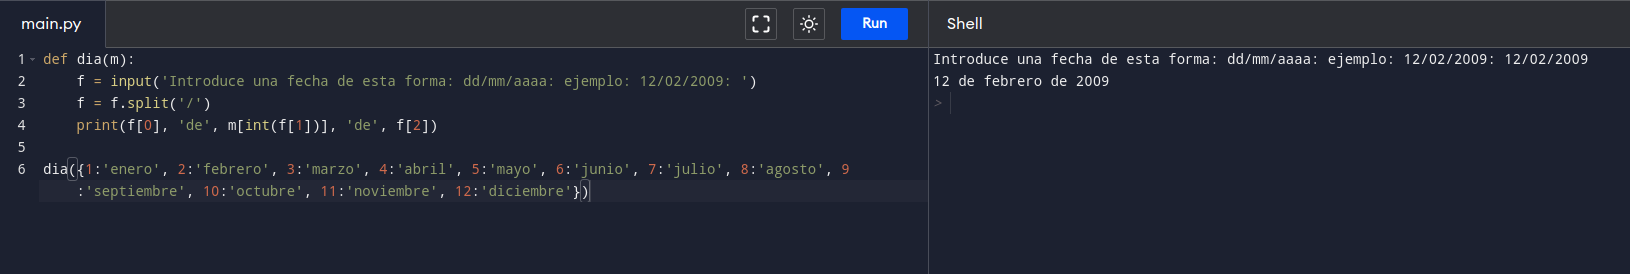 main.py
Run
Shell
1 def dia(m):
2     f = input('Introduce una fecha de esta forma: dd/mm/aaaa: ejemplo: 12/02/2009: ')
3     f = f.split('/')
4     print(f[0], 'de', m[int(f[1])], 'de', f[2])
5
6 dia({1:'enero', 2:'febrero', 3:'marzo', 4:'abril', 5:'mayo', 6:'junio', 7:'julio', 8:'agosto', 9
:'septiembre', 10:'octubre', 11:'noviembre', 12:'diciembre'})
Introduce una fecha de esta forma: dd/mm/aaaa: ejemplo: 12/02/2009: 12/02/2009
12 de febrero de 2009
>